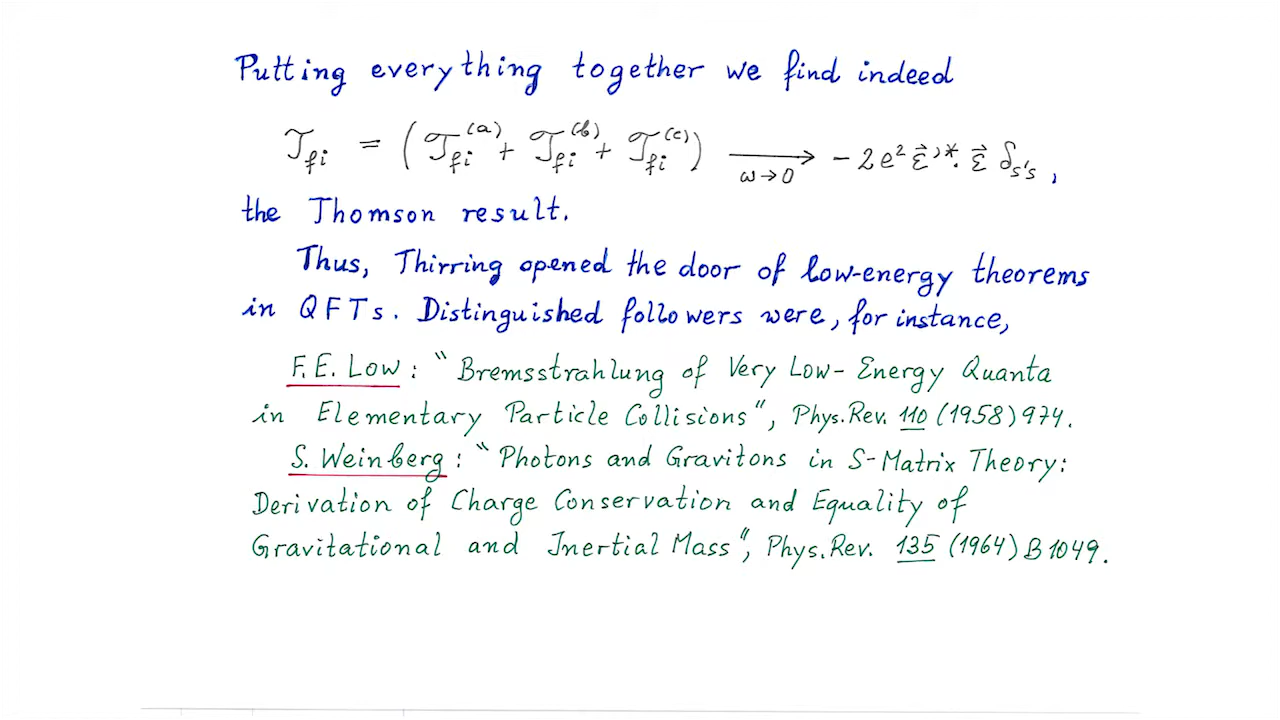 Putting everything together we find indeed
𝒯_fi = (𝒯_fi^(a) + 𝒯_fi^(b) + 𝒯_fi^(c)) ⟶_{ω→0} − 2e² ε⃗'* · ε⃗ δ_s's ,
the Thomson result.
Thus, Thirring opened the door of low-energy theorems
in QFTs. Distinguished followers were, for instance,
F.E. Low : "Bremsstrahlung of Very Low-Energy Quanta
in Elementary Particle Collisions", Phys.Rev. 110 (1958) 974.
S. Weinberg : "Photons and Gravitons in S-Matrix Theory:
Derivation of Charge Conservation and Equality of
Gravitational and Inertial Mass", Phys.Rev. 135 (1964) B 1049.